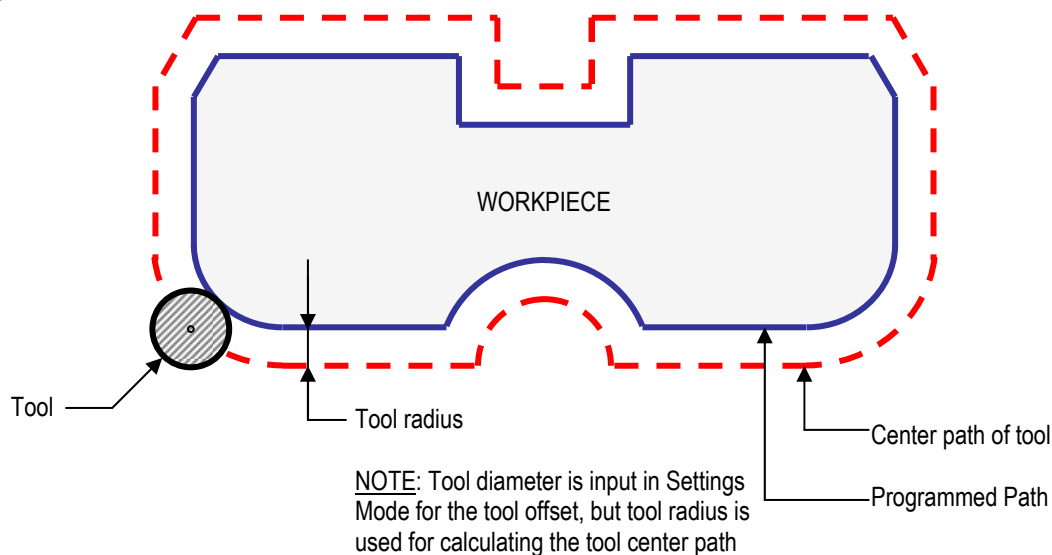 WORKPIECE
Tool
Tool radius
Center path of tool
Programmed Path
NOTE: Tool diameter is input in Settings
Mode for the tool offset, but tool radius is
used for calculating the tool center path